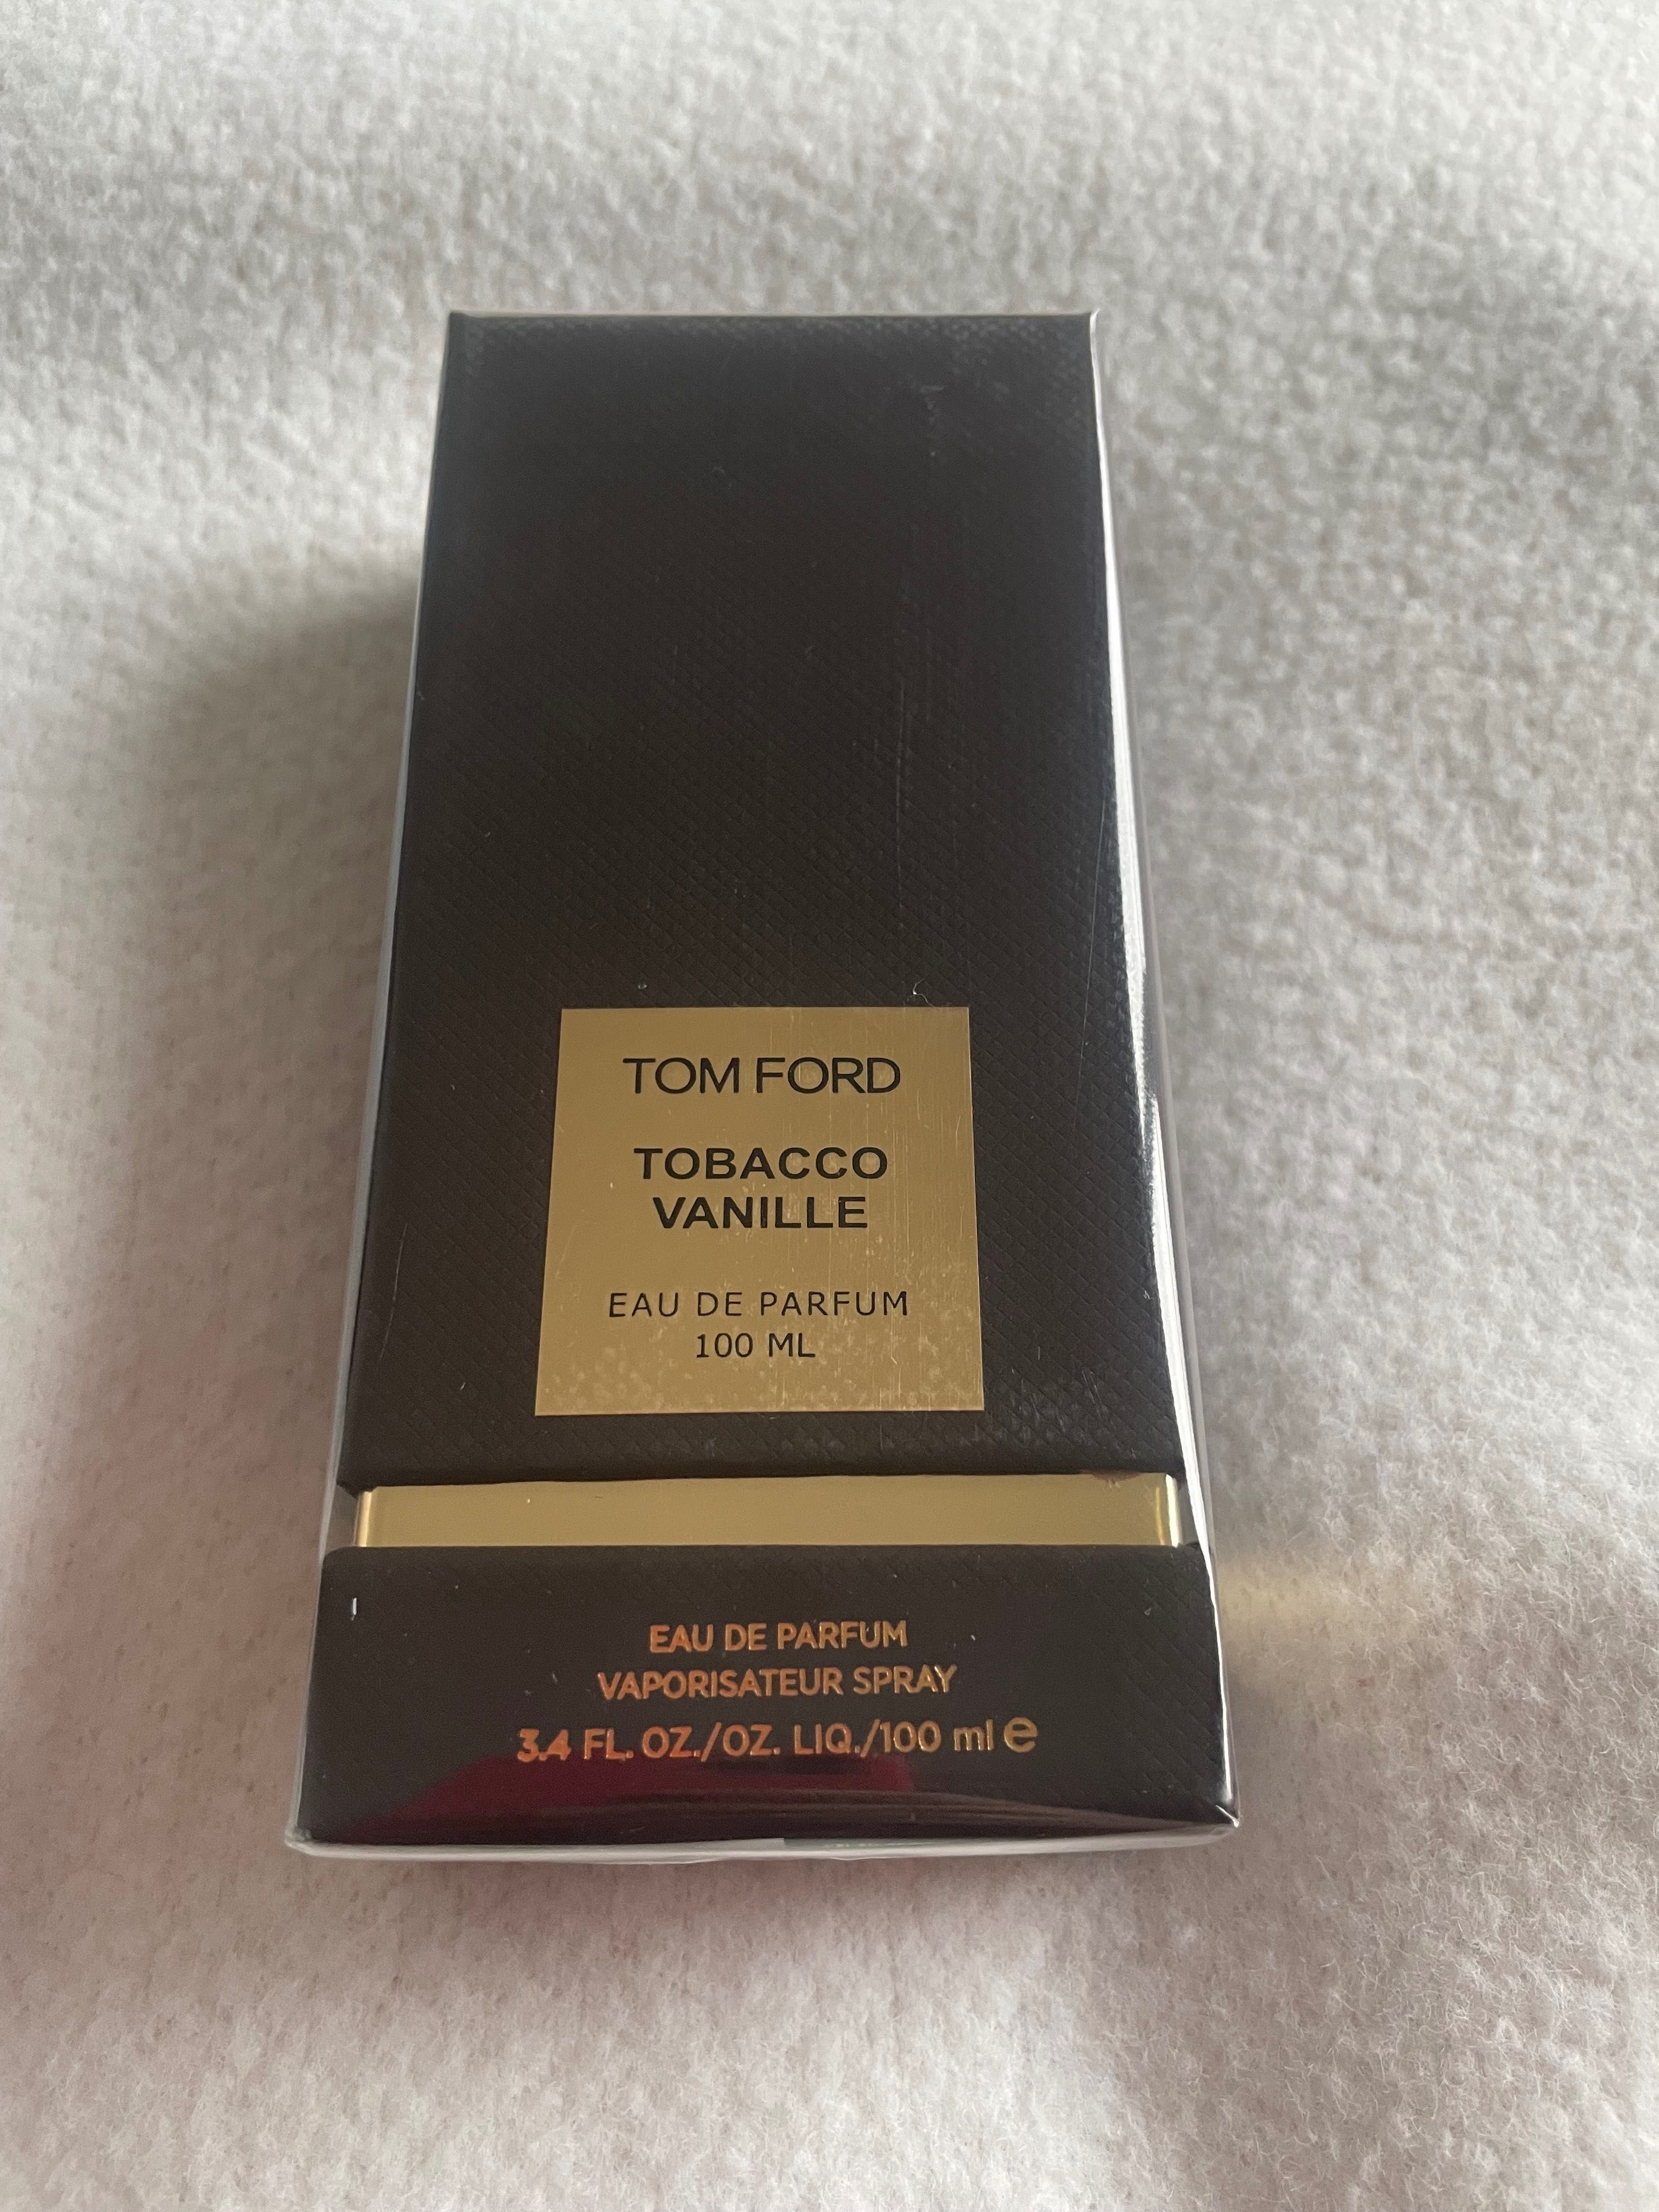 TOM FORD
TOBACCO
VANILLE
EAU DE PARFUM
100 ML
EAU DE PARFUM
VAPORISATEUR SPRAY
3.4 FL. OZ./OZ. LIQ./100 ml ℮